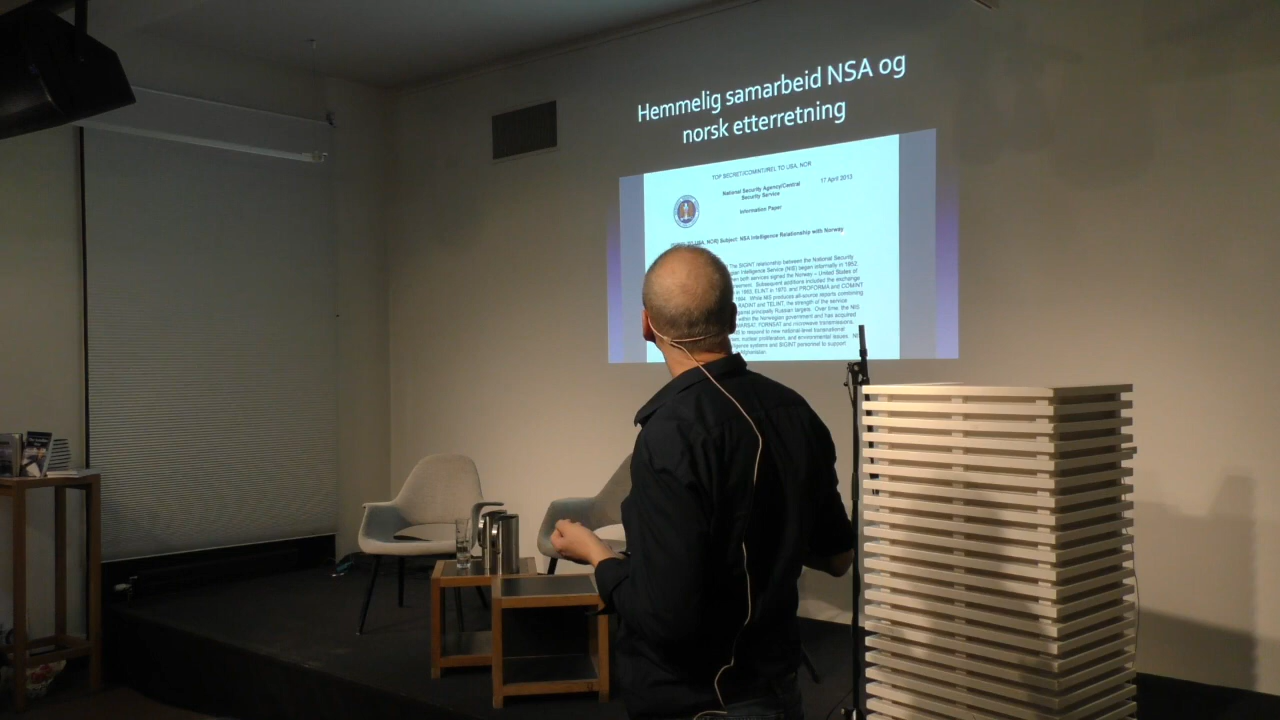 Hemmelig samarbeid NSA og
norsk etterretning
TOP SECRET//COMINT//REL TO USA, NOR
National Security Agency/Central
Security Service
17 April 2013
Information Paper
TO USA, NOR) Subject: NSA Intelligence Relationship with Norway
The SIGINT relationship between the National Security
Intelligence Service (NIS) began informally in 1952,
both services signed the Norway – United States of
Subsequent additions included the exchange
in 1963, ELINT in 1970, and PROFORMA and COMINT
1994. While NIS produces all-source reports combining
RADINT and TELINT, the strength of the service
against principally Russian targets. Over time, the NIS
within the Norwegian government and has acquired
FORNSAT and microwave transmissions,
to respond to new national-level transnational
nuclear proliferation, and environmental issues.
systems and SIGINT personnel to support
Afghanistan.